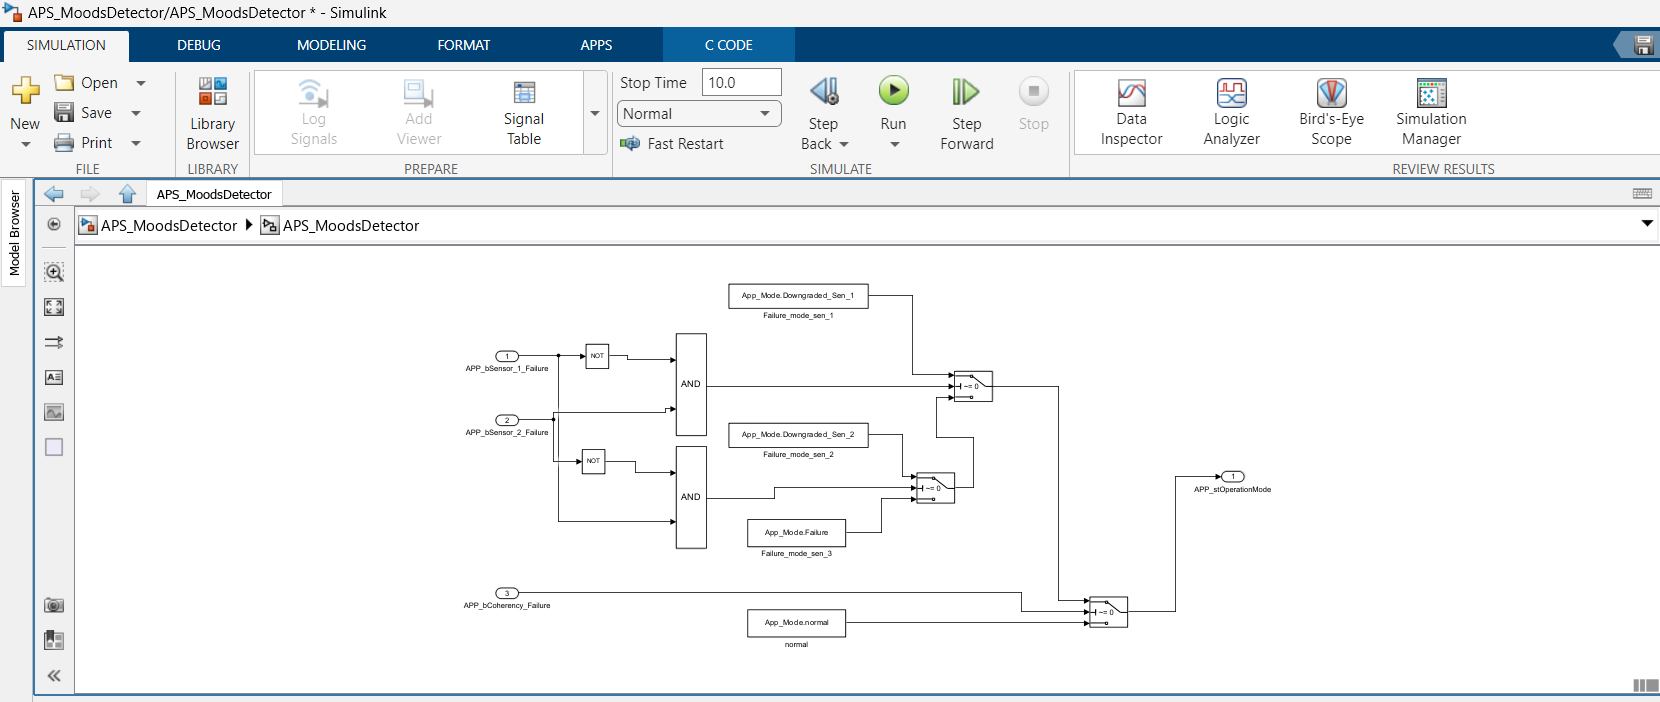 APS_MoodsDetector/APS_MoodsDetector * - Simulink
SIMULATION DEBUG MODELING FORMAT APPS C CODE
New
Open
Save
Print
FILE
Library Browser
LIBRARY
Log Signals
Add Viewer
Signal Table
PREPARE
Stop Time 10.0
Normal
Fast Restart
Step Back
Run
Step Forward
Stop
SIMULATE
Data Inspector
Logic Analyzer
Bird's-Eye Scope
Simulation Manager
REVIEW RESULTS
Model Browser
APS_MoodsDetector
APS_MoodsDetector APS_MoodsDetector
App_Mode.Downgraded_Sen_1
Failure_mode_sen_1
1
APP_bSensor_1_Failure
NOT
AND
~= 0
2
APP_bSensor_2_Failure
App_Mode.Downgraded_Sen_2
Failure_mode_sen_2
NOT
AND
~= 0
1
APP_stOperationMode
App_Mode.Failure
Failure_mode_sen_3
3
APP_bCoherency_Failure
~= 0
App_Mode.normal
normal